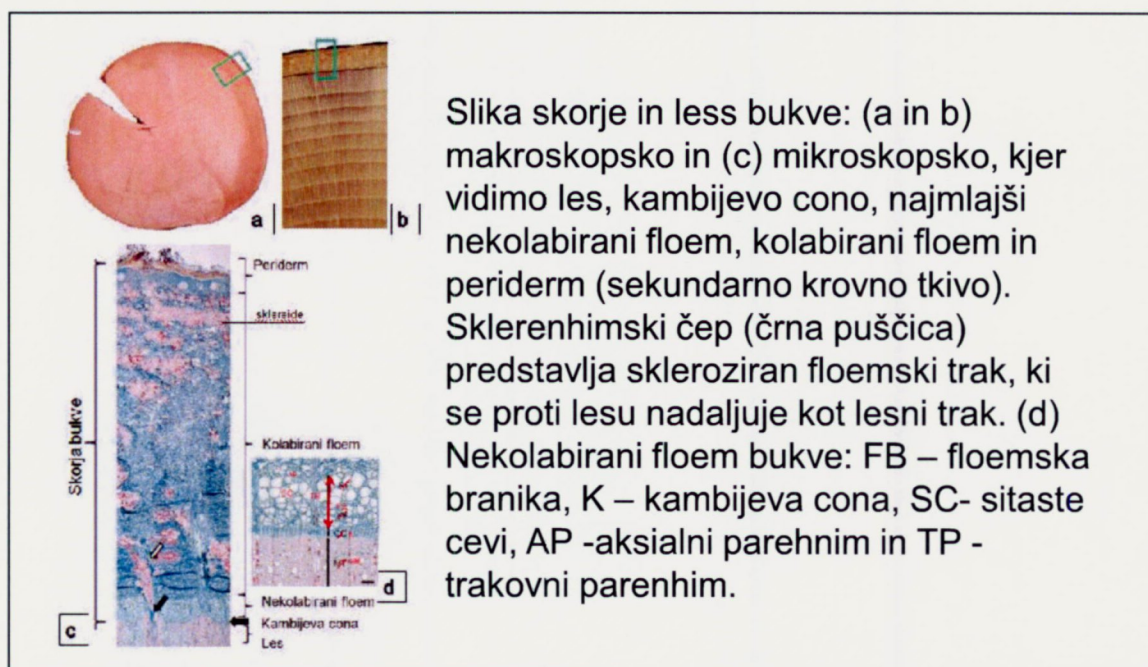 a
b
Periderm
skleraide
Skorja bukve
Kolabirani floem
d
Nekolabirani floem
Kambijeva cona
Les
c
Slika skorje in less bukve: (a in b)
makroskopsko in (c) mikroskopsko, kjer
vidimo les, kambijevo cono, najmlajši
nekolabirani floem, kolabirani floem in
periderm (sekundarno krovno tkivo).
Sklerenhimski čep (črna puščica)
predstavlja skleroziran floemski trak, ki
se proti lesu nadaljuje kot lesni trak. (d)
Nekolabirani floem bukve: FB – floemska
branika, K – kambijeva cona, SC- sitaste
cevi, AP -aksialni parehnim in TP -
trakovni parenhim.